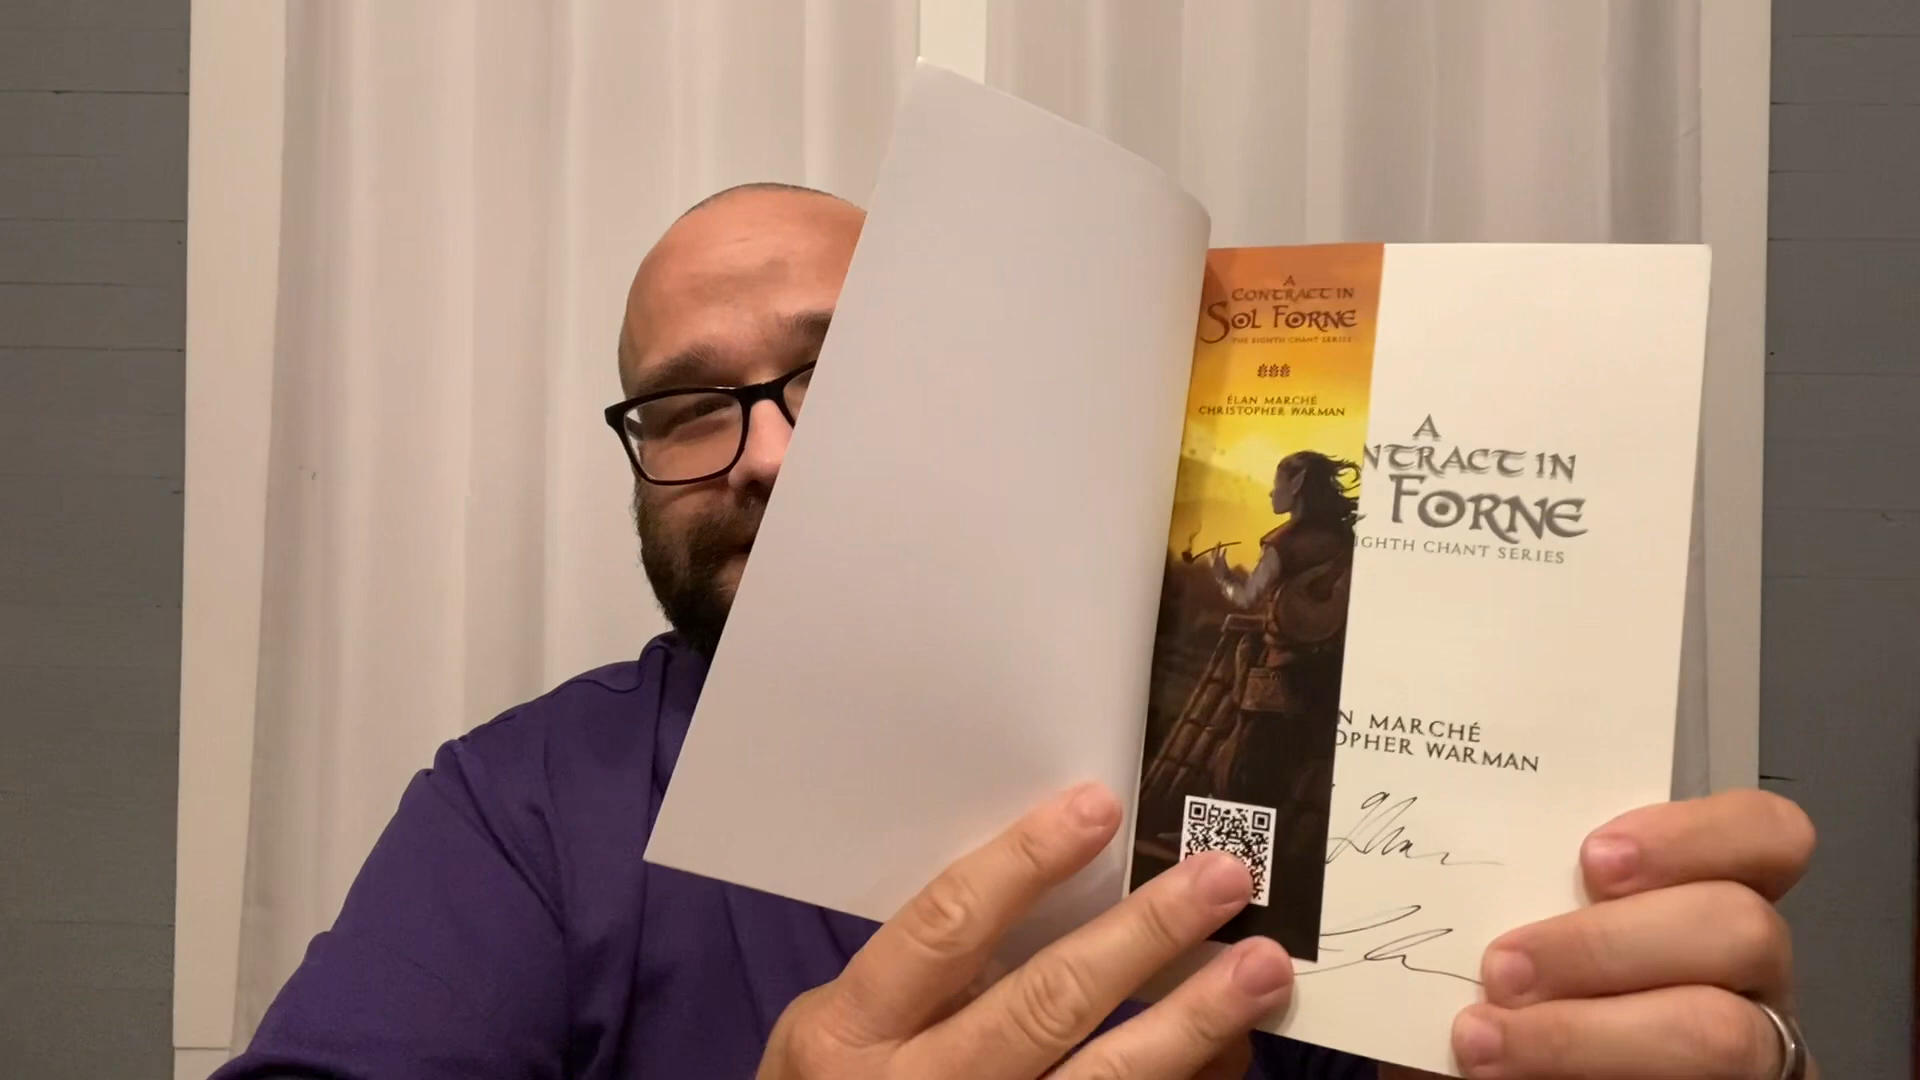 A
CONTRACT IN
SOL FORNE
THE EIGHTH CHANT SERIES
ÉLAN MARCHÉ
CHRISTOPHER WARMAN
A
NTRACT IN
FORNE
IGHTH CHANT SERIES
N MARCHÉ
OPHER WARMAN